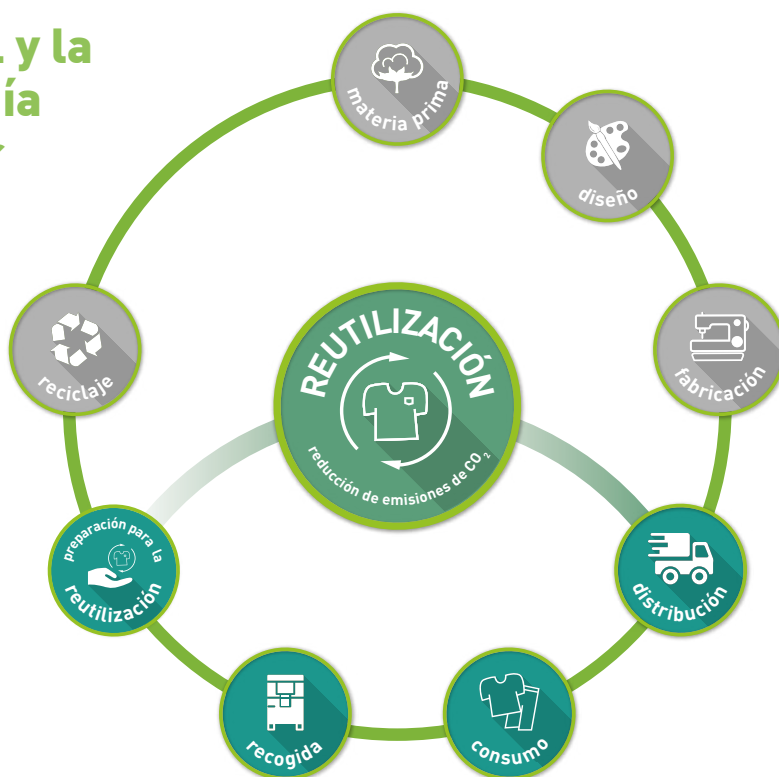 y la
materia prima
diseño
fabricación
distribución
consumo
recogida
preparación para la
reutilización
reciclaje
REUTILIZACIÓN
reducción de emisiones de CO₂